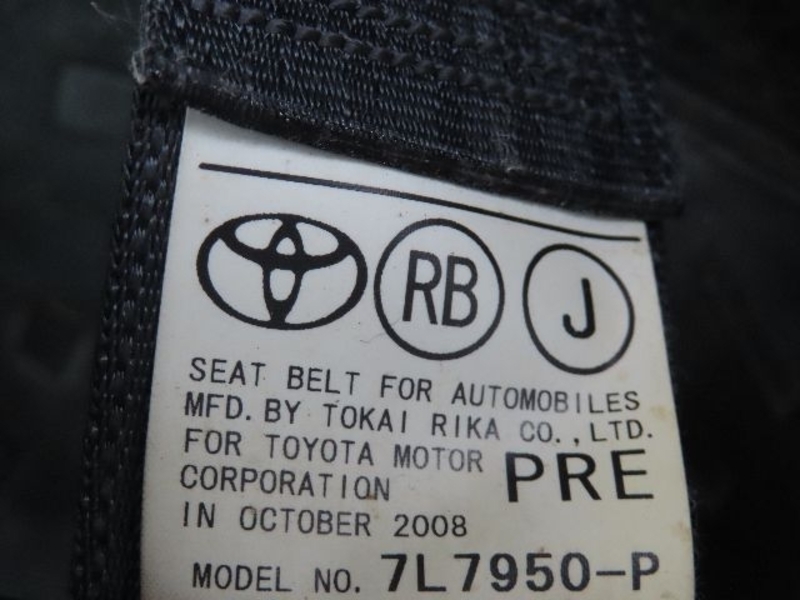 RB J
SEAT BELT FOR AUTOMOBILES
MFD. BY TOKAI RIKA CO., LTD.
FOR TOYOTA MOTOR PRE
CORPORATION
IN OCTOBER 2008
MODEL NO. 7L7950-P